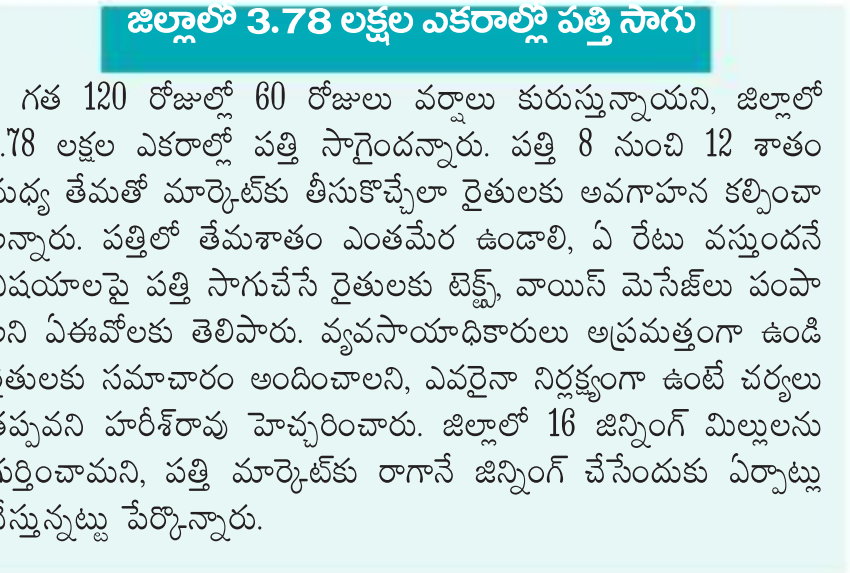 జిల్లాలో 3.78 లక్షల ఎకరాల్లో పత్తి సాగు
గత 120 రోజుల్లో 60 రోజులు వర్షాలు కురుస్తున్నాయని, జిల్లాలో
.78 లక్షల ఎకరాల్లో పత్తి సాగైందన్నారు. పత్తి 8 నుంచి 12 శాతం
మధ్య తేమతో మార్కెట్‌కు తీసుకొచ్చేలా రైతులకు అవగాహన కల్పించా
లన్నారు. పత్తిలో తేమశాతం ఎంతమేర ఉండాలి, ఏ రేటు వస్తుందనే
విషయాలపై పత్తి సాగుచేసే రైతులకు టెక్ట్స్, వాయిస్ మెసేజ్‌లు పంపా
లని ఏఈవోలకు తెలిపారు. వ్యవసాయాధికారులు అప్రమత్తంగా ఉండి
రైతులకు సమాచారం అందించాలని, ఎవరైనా నిర్లక్ష్యంగా ఉంటే చర్యలు
తప్పవని హరీశ్‌రావు హెచ్చరించారు. జిల్లాలో 16 జిన్నింగ్ మిల్లులను
గుర్తించామని, పత్తి మార్కెట్‌కు రాగానే జిన్నింగ్ చేసేందుకు ఏర్పాట్లు
చేస్తున్నట్టు పేర్కొన్నారు.